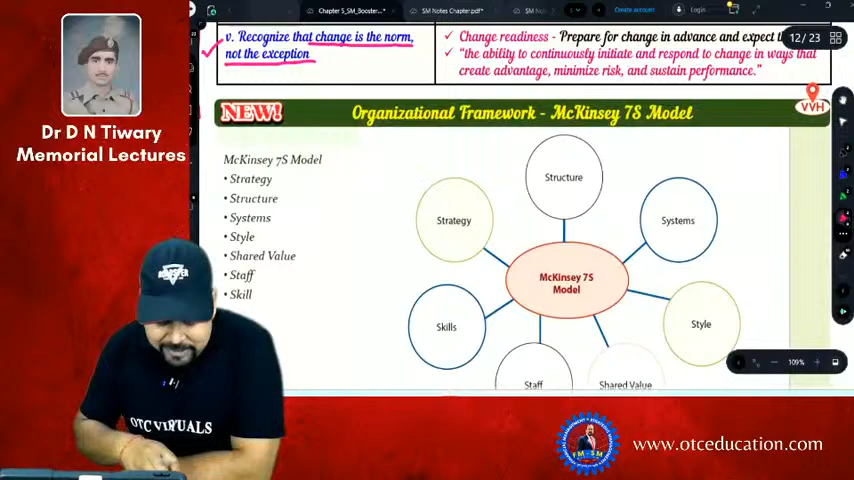 Chapter 5_SM_Booster...*
SM Notes Chapter.pdf*
SM Not
Create account
Login
v. Recognize that change is the norm,
not the exception
Change readiness - Prepare for change in advance and expect
12/23
"the ability to continuously initiate and respond to change in ways that
create advantage, minimize risk, and sustain performance."
NEW!
Organizational Framework - McKinsey 7S Model
VVH
Dr D N Tiwary
Memorial Lectures
McKinsey 7S Model
• Strategy
• Structure
• Systems
• Style
• Shared Value
• Staff
• Skill
Structure
Strategy
Systems
McKinsey 7S
Model
Skills
Style
Staff
Shared Value
109%
OTC VIRTUALS
FM-SM
www.otceducation.com